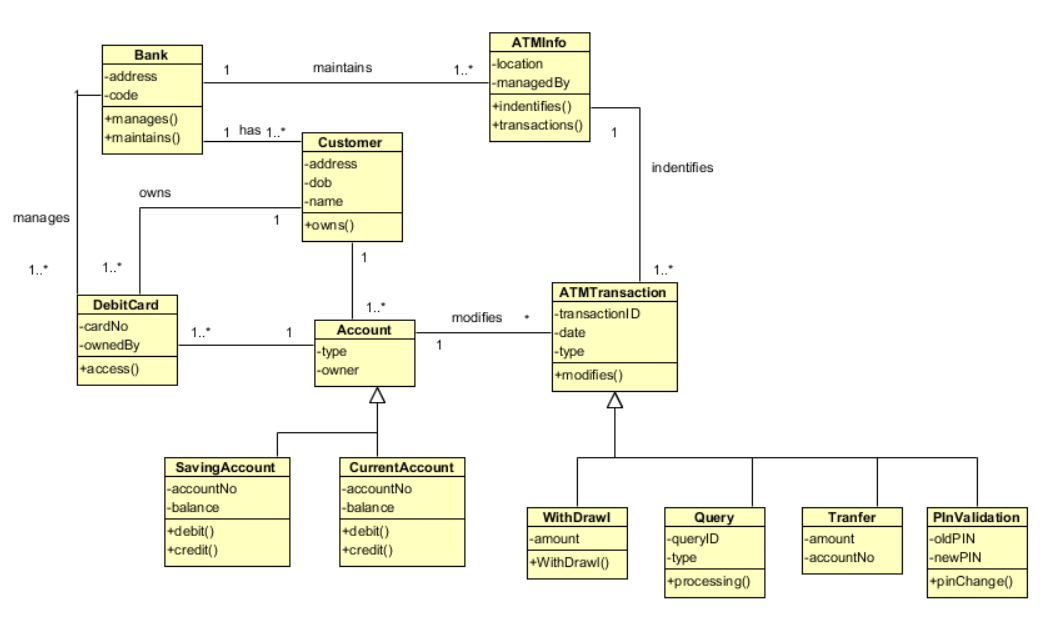 Bank
-address
-code
+manages()
+maintains()
1
maintains
1..*
ATMInfo
-location
-managedBy
+indentifies()
+transactions()
1
1
has
1..*
Customer
-address
-dob
-name
+owns()
1
indentifies
owns
1
manages
1..*
1..*
1
1..*
1..*
DebitCard
-cardNo
-ownedBy
+access()
1..*
1
Account
-type
-owner
modifies
*
1
ATMTransaction
-transactionID
-date
-type
+modifies()
SavingAccount
-accountNo
-balance
+debit()
+credit()
CurrentAccount
-accountNo
-balance
+debit()
+credit()
WithDrawl
-amount
+WithDrawl()
Query
-queryID
-type
+processing()
Tranfer
-amount
-accountNo
PInValidation
-oldPIN
-newPIN
+pinChange()